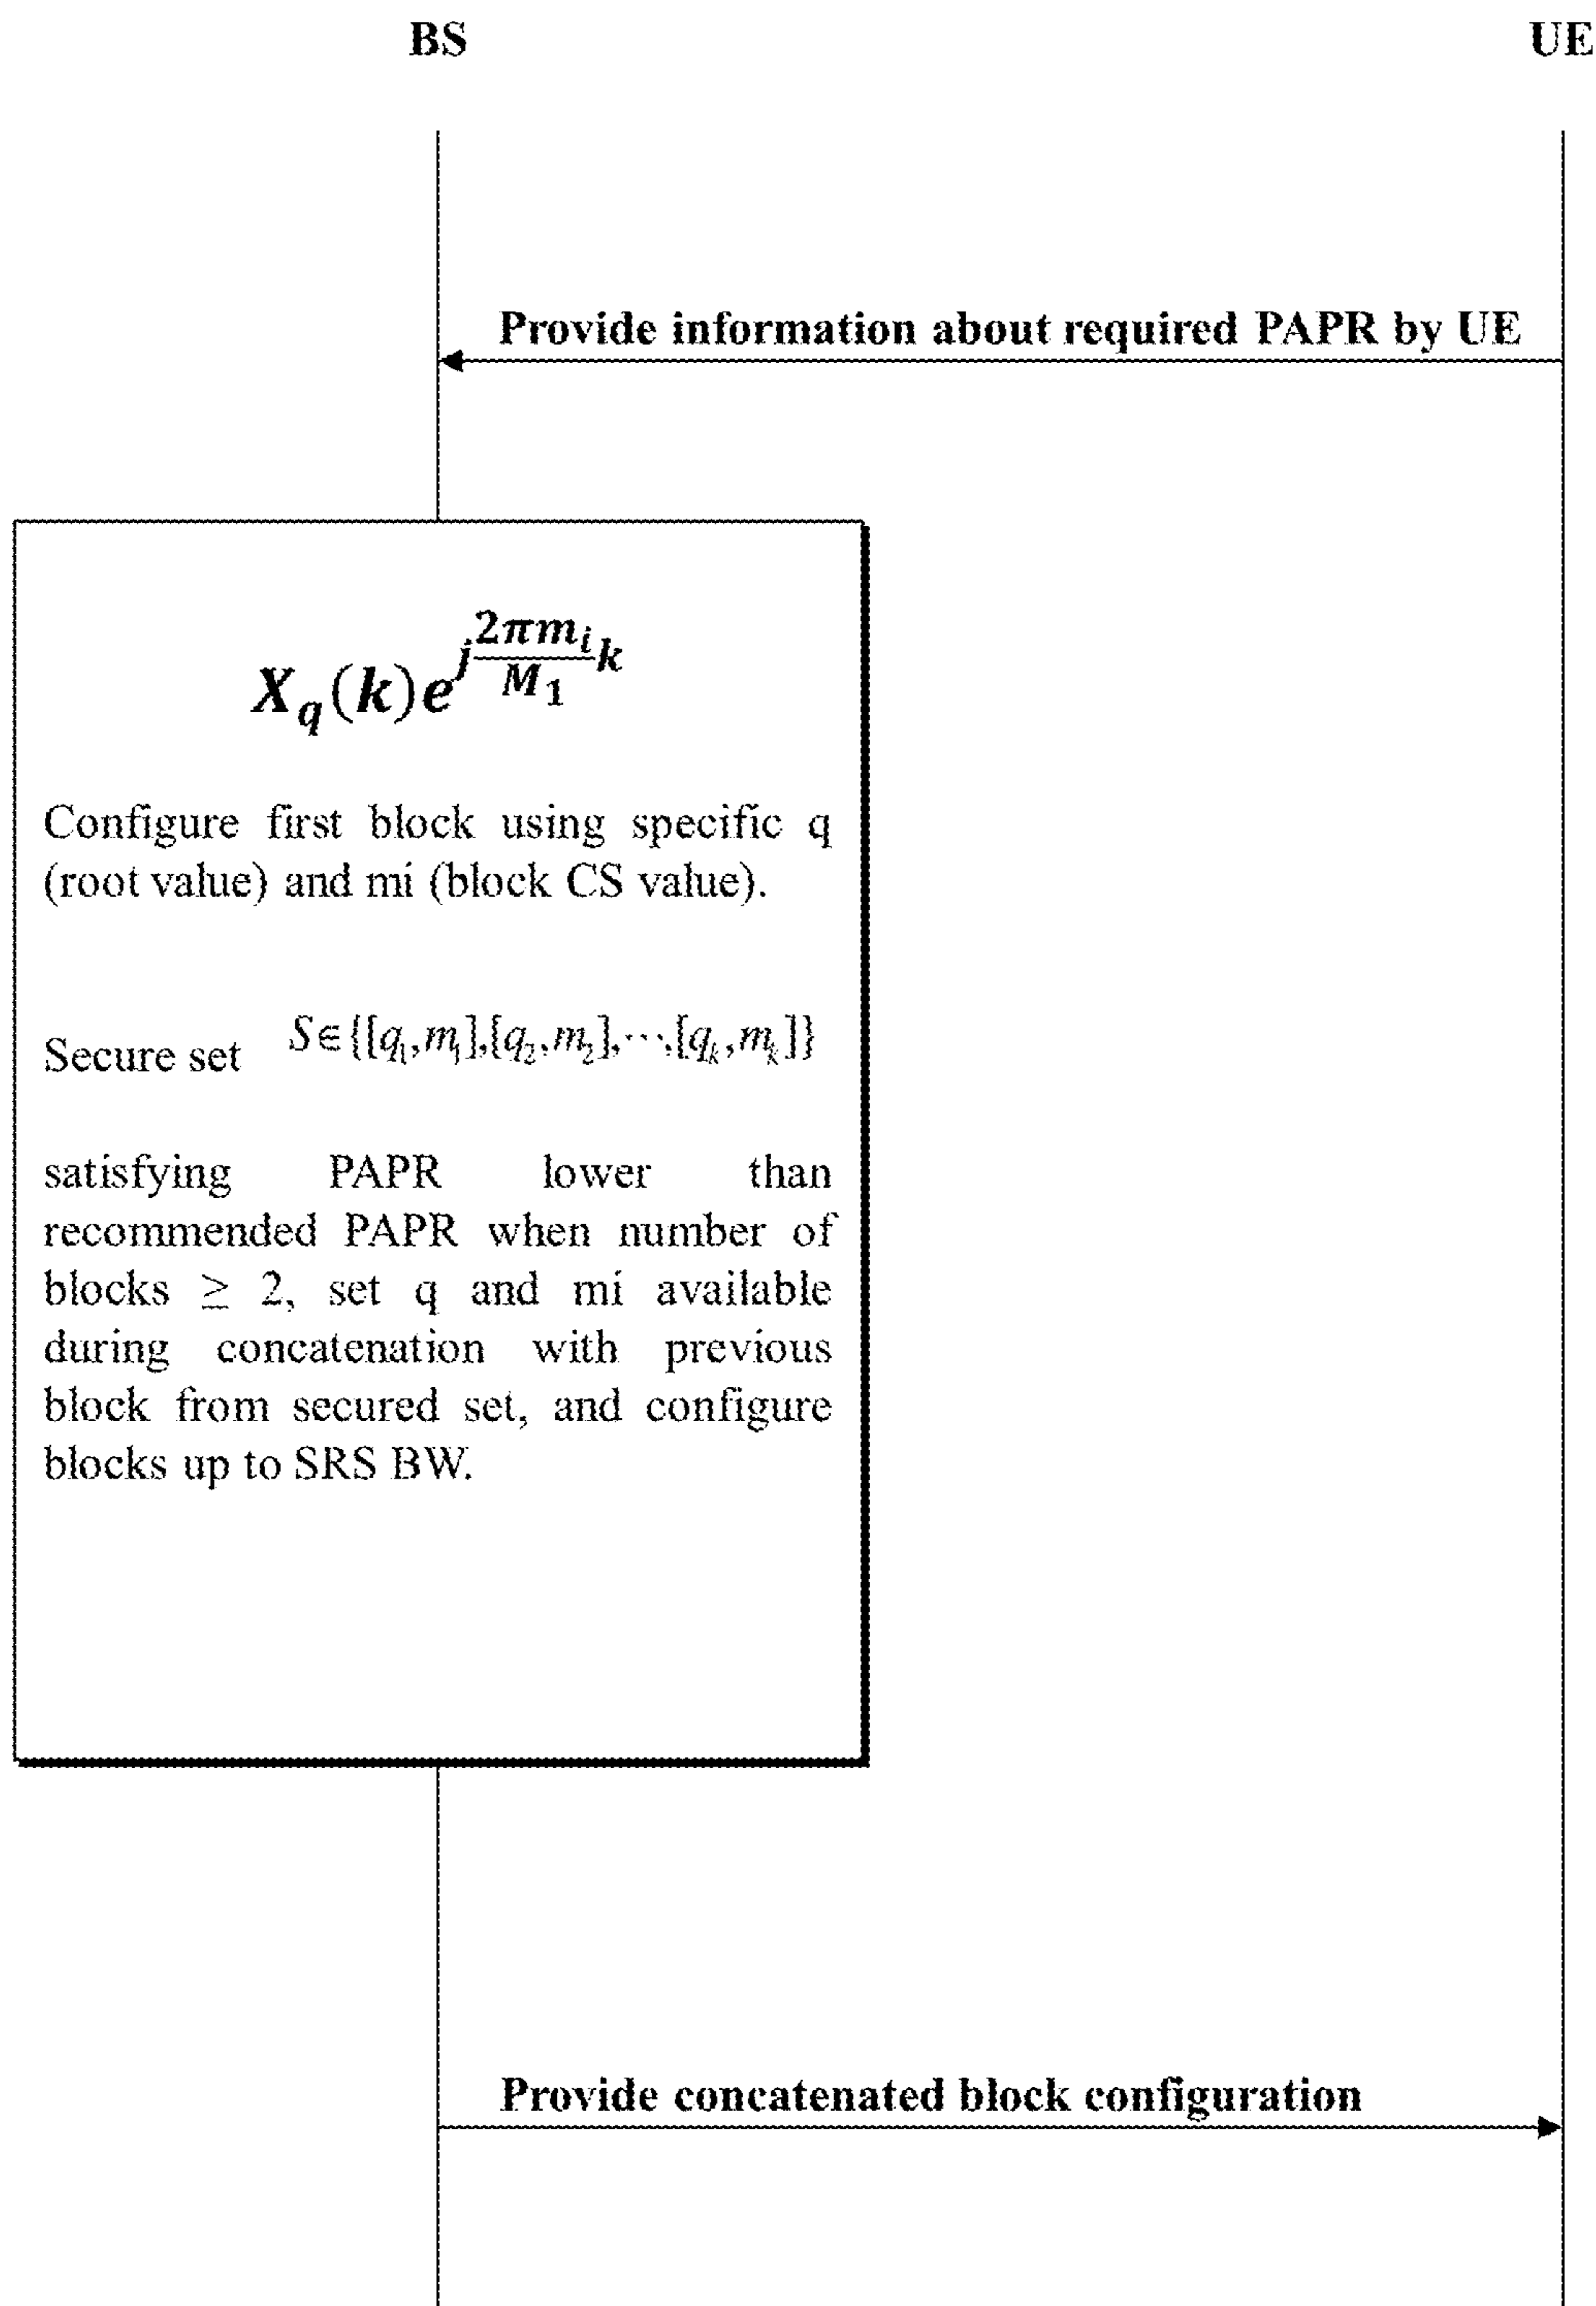 BS UE
Provide information about required PAPR by UE
X_q(k)e^{j\frac{2πm_i}{M_1}k}
Configure first block using specific q
(root value) and mi (block CS value).
Secure set S∈{[q_1,m_1],[q_2,m_2],⋯,[q_k,m_k]}
satisfying PAPR lower than
recommended PAPR when number of
blocks ≥ 2, set q and mi available
during concatenation with previous
block from secured set, and configure
blocks up to SRS BW.
Provide concatenated block configuration